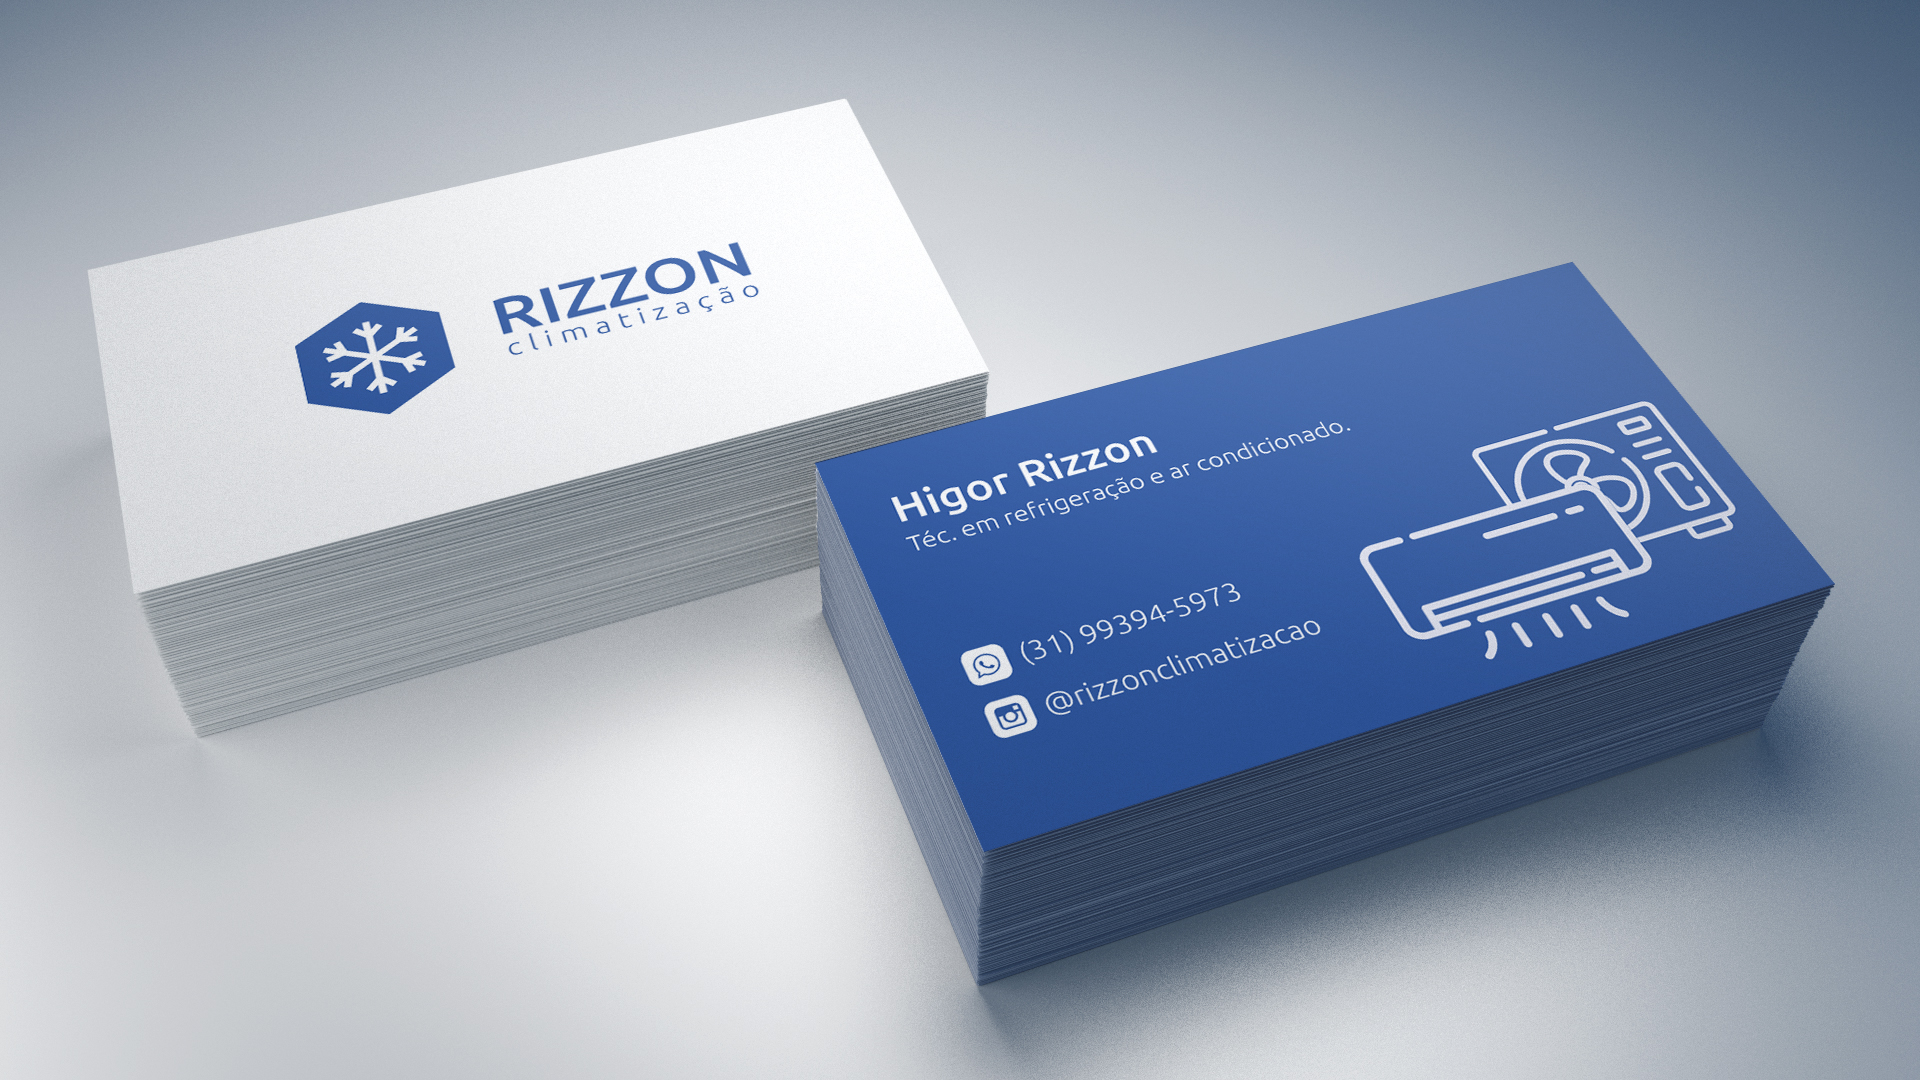 RIZZON
climatização
Higor Rizzon
Téc. em refrigeração e ar condicionado.
(31) 99394-5973
@rizzonclimatizacao